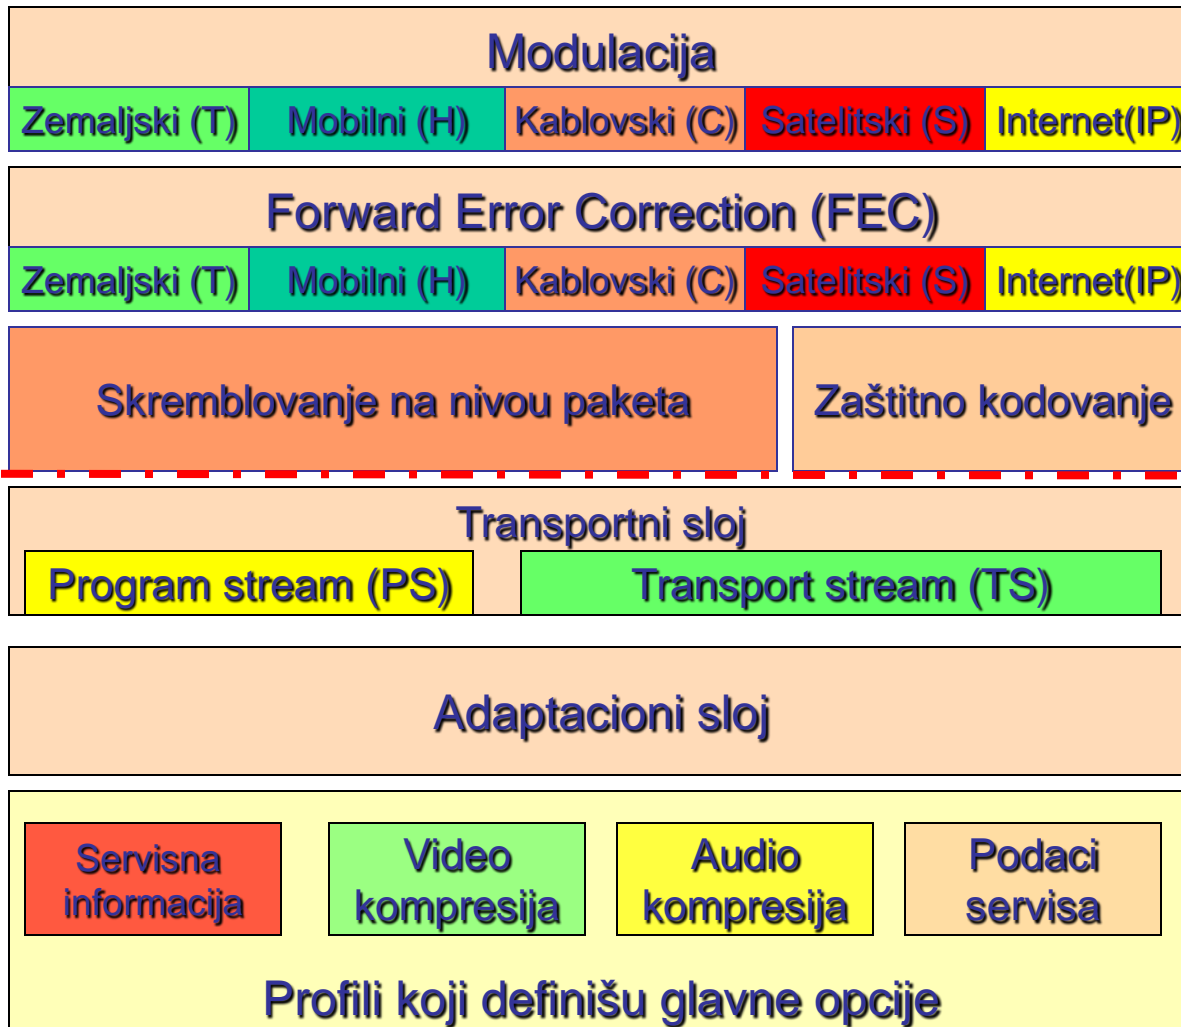 Modulacija
Zemaljski (T) Mobilni (H) Kablovski (C) Satelitski (S) Internet(IP)
Forward Error Correction (FEC)
Zemaljski (T) Mobilni (H) Kablovski (C) Satelitski (S) Internet(IP)
Skremblovanje na nivou paketa Zaštitno kodovanje
Transportni sloj
Program stream (PS) Transport stream (TS)
Adaptacioni sloj
Servisna
informacija
Video
kompresija
Audio
kompresija
Podaci
servisa
Profili koji definišu glavne opcije